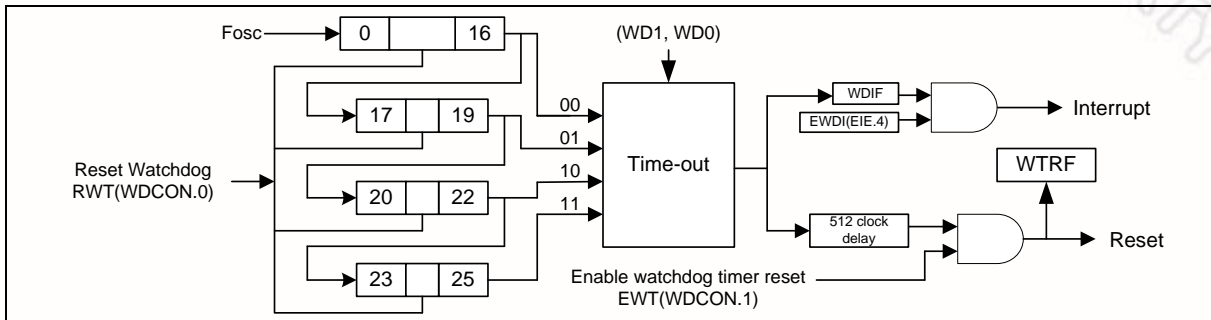 Fosc
0 16
17 19
20 22
23 25
Reset Watchdog
RWT(WDCON.0)
(WD1, WD0)
00
01
10
11
Time-out
WDIF
EWDI(EIE.4)
Interrupt
WTRF
512 clock
delay
Reset
Enable watchdog timer reset
EWT(WDCON.1)